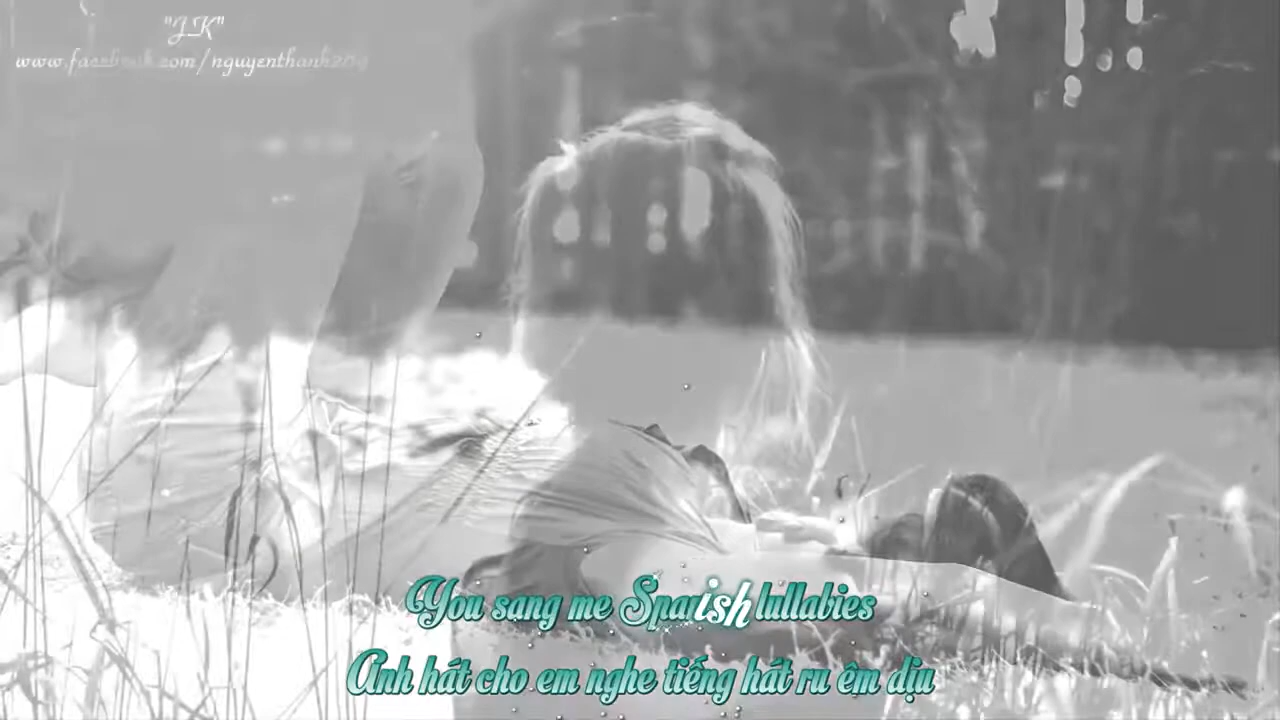 "J_K"
www.facebook.com/nguyenthanh209
You sang me Spanish lullabies
Anh hát cho em nghe tiếng hát ru êm dịu